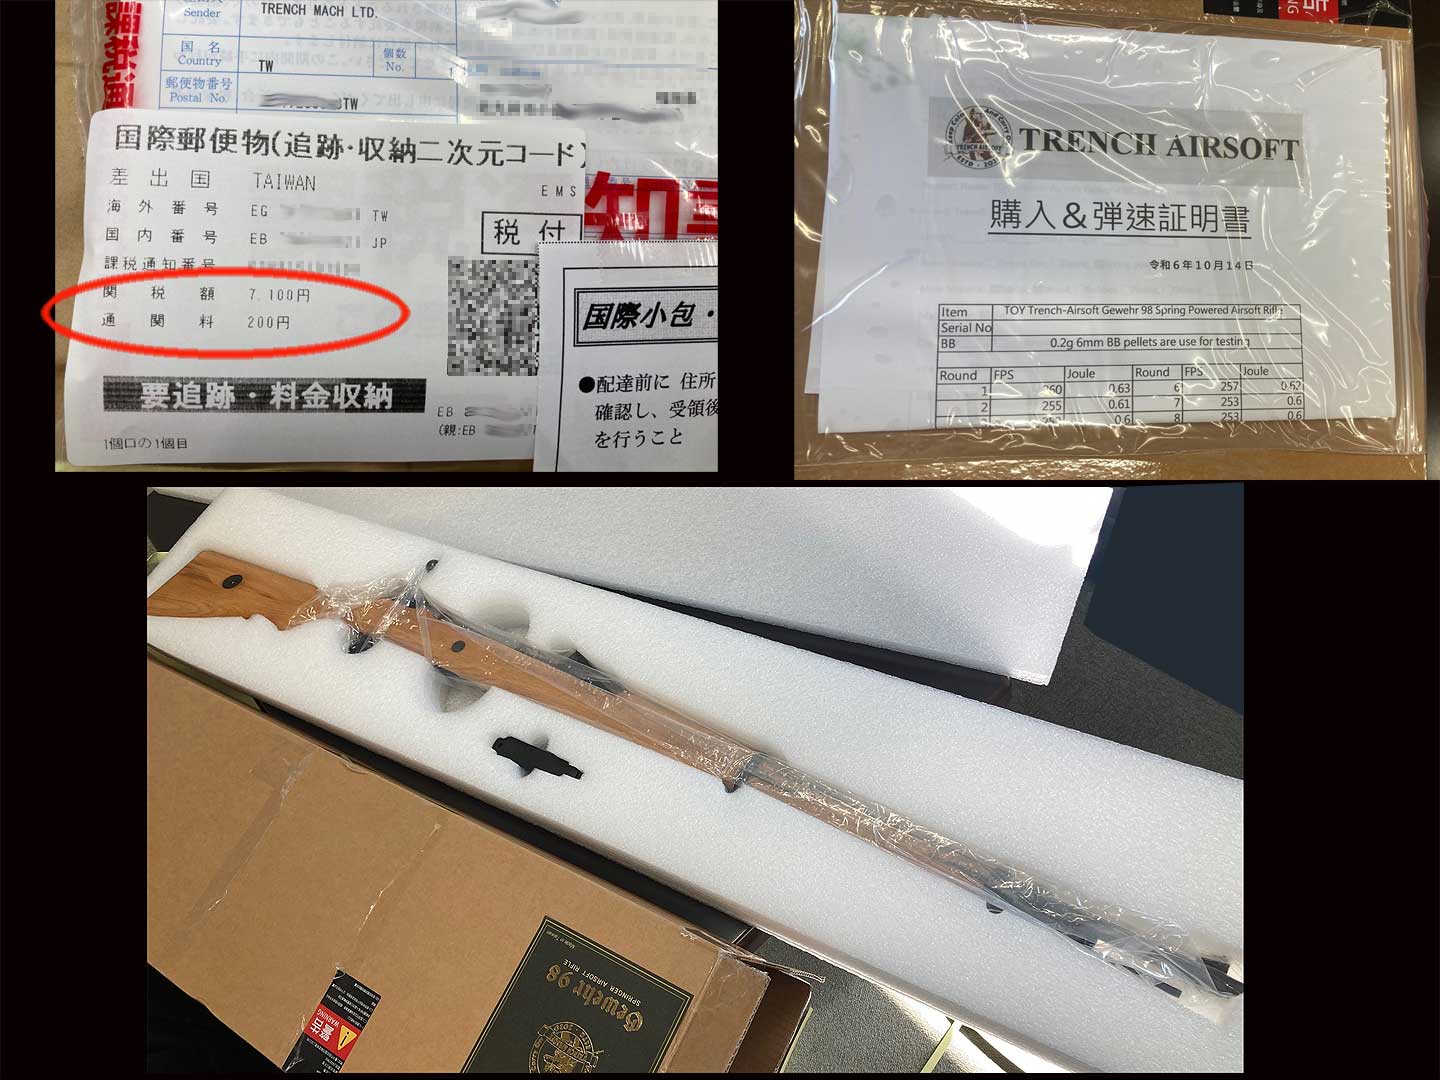 Sender
TRENCH MACH LTD.
国名
Country
TW
個数
No.
1
郵便物番号
Postal No.
TW
国際郵便物(追跡・収納二次元コード)
差出国 TAIWAN
EMS
海外番号 EG TW
国内番号 EB JP
税付
課税通知番号
関税額 7,100円
通関料 200円
要追跡・料金収納
EB
(親:EB
1個口の1個目
国際小包・
●配達前に 住所
確認し、受領後
を行うこと
TRENCH AIRSOFT
TRENCH AIRSOFT
購入&弾速証明書
令和6年10月14日
Item TOY Trench-Airsoft Gewehr 98 Spring Powered Airsoft Rifle
Serial No
BB 0.2g 6mm BB pellets are use for testing
Round FPS Joule Round FPS Joule
1 260 0.63 6 257 0.62
2 255 0.61 7 253 0.6
8 253 0.6
Made in Taiwan
Gewehr 98
SPRINGER AIRSOFT RIFLE
警告
WARNING